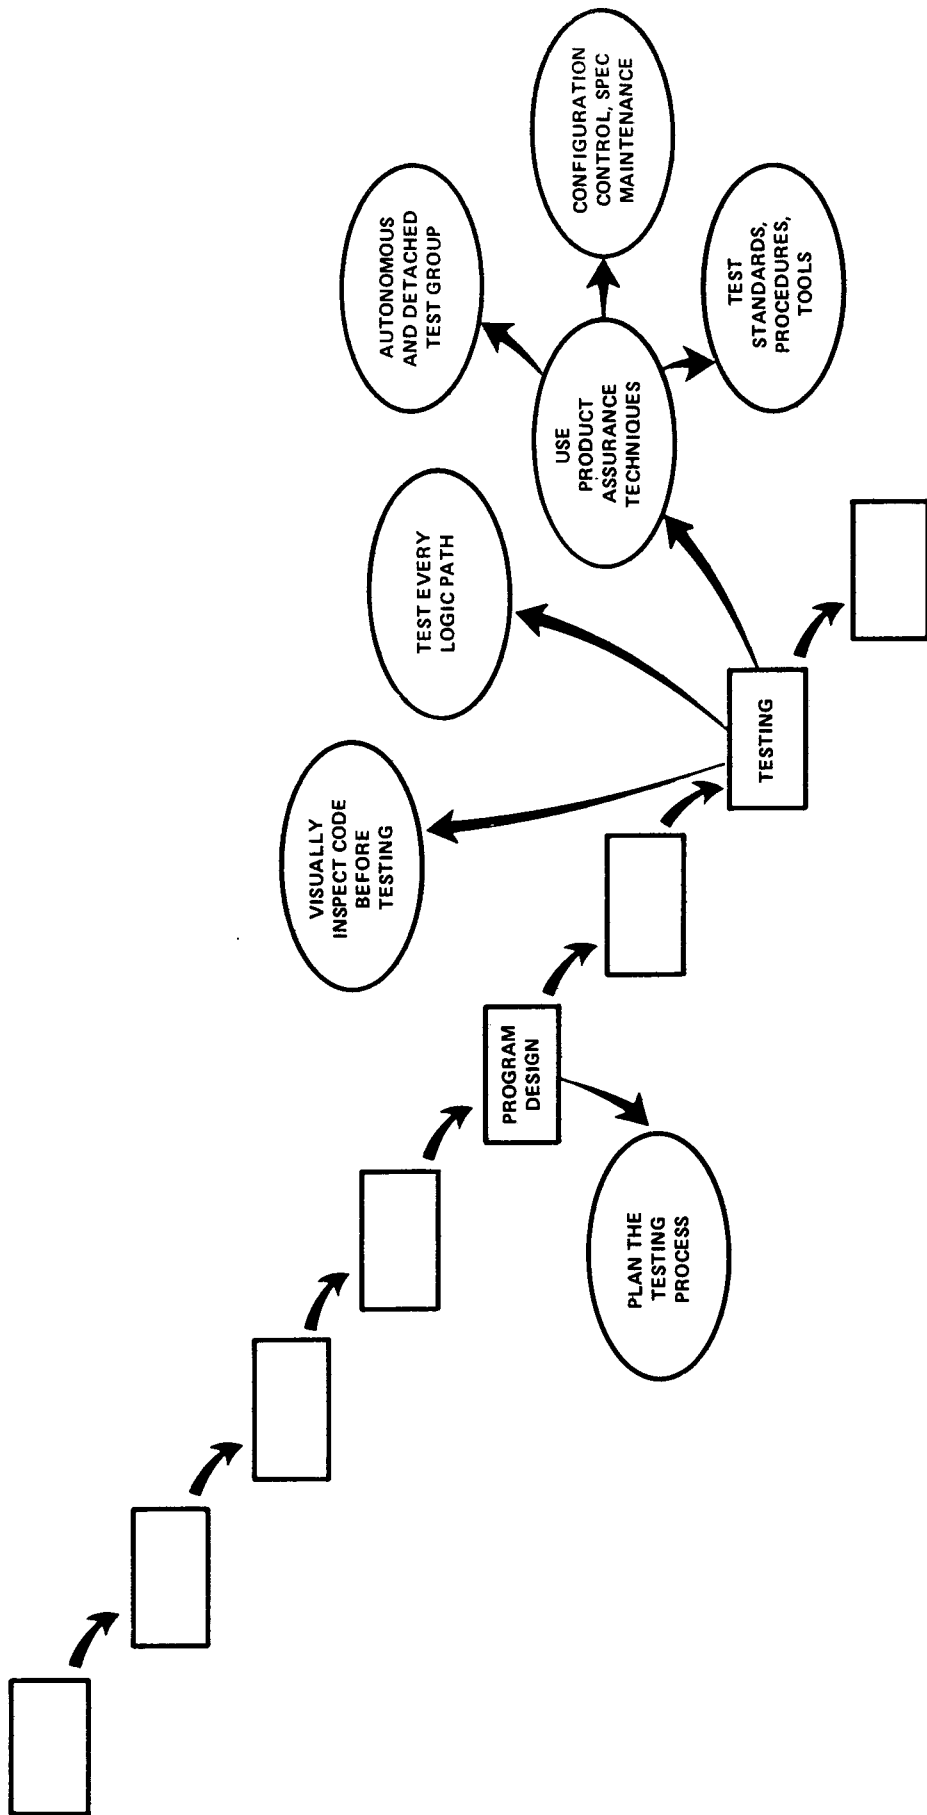 AUTONOMOUS
AND DETACHED
TEST GROUP
CONFIGURATION
CONTROL, SPEC
MAINTENANCE
TEST
STANDARDS,
PROCEDURES,
TOOLS
USE
PRODUCT
ASSURANCE
TECHNIQUES
TEST EVERY
LOGIC PATH
VISUALLY
INSPECT CODE
BEFORE
TESTING
TESTING
PROGRAM
DESIGN
PLAN THE
TESTING
PROCESS